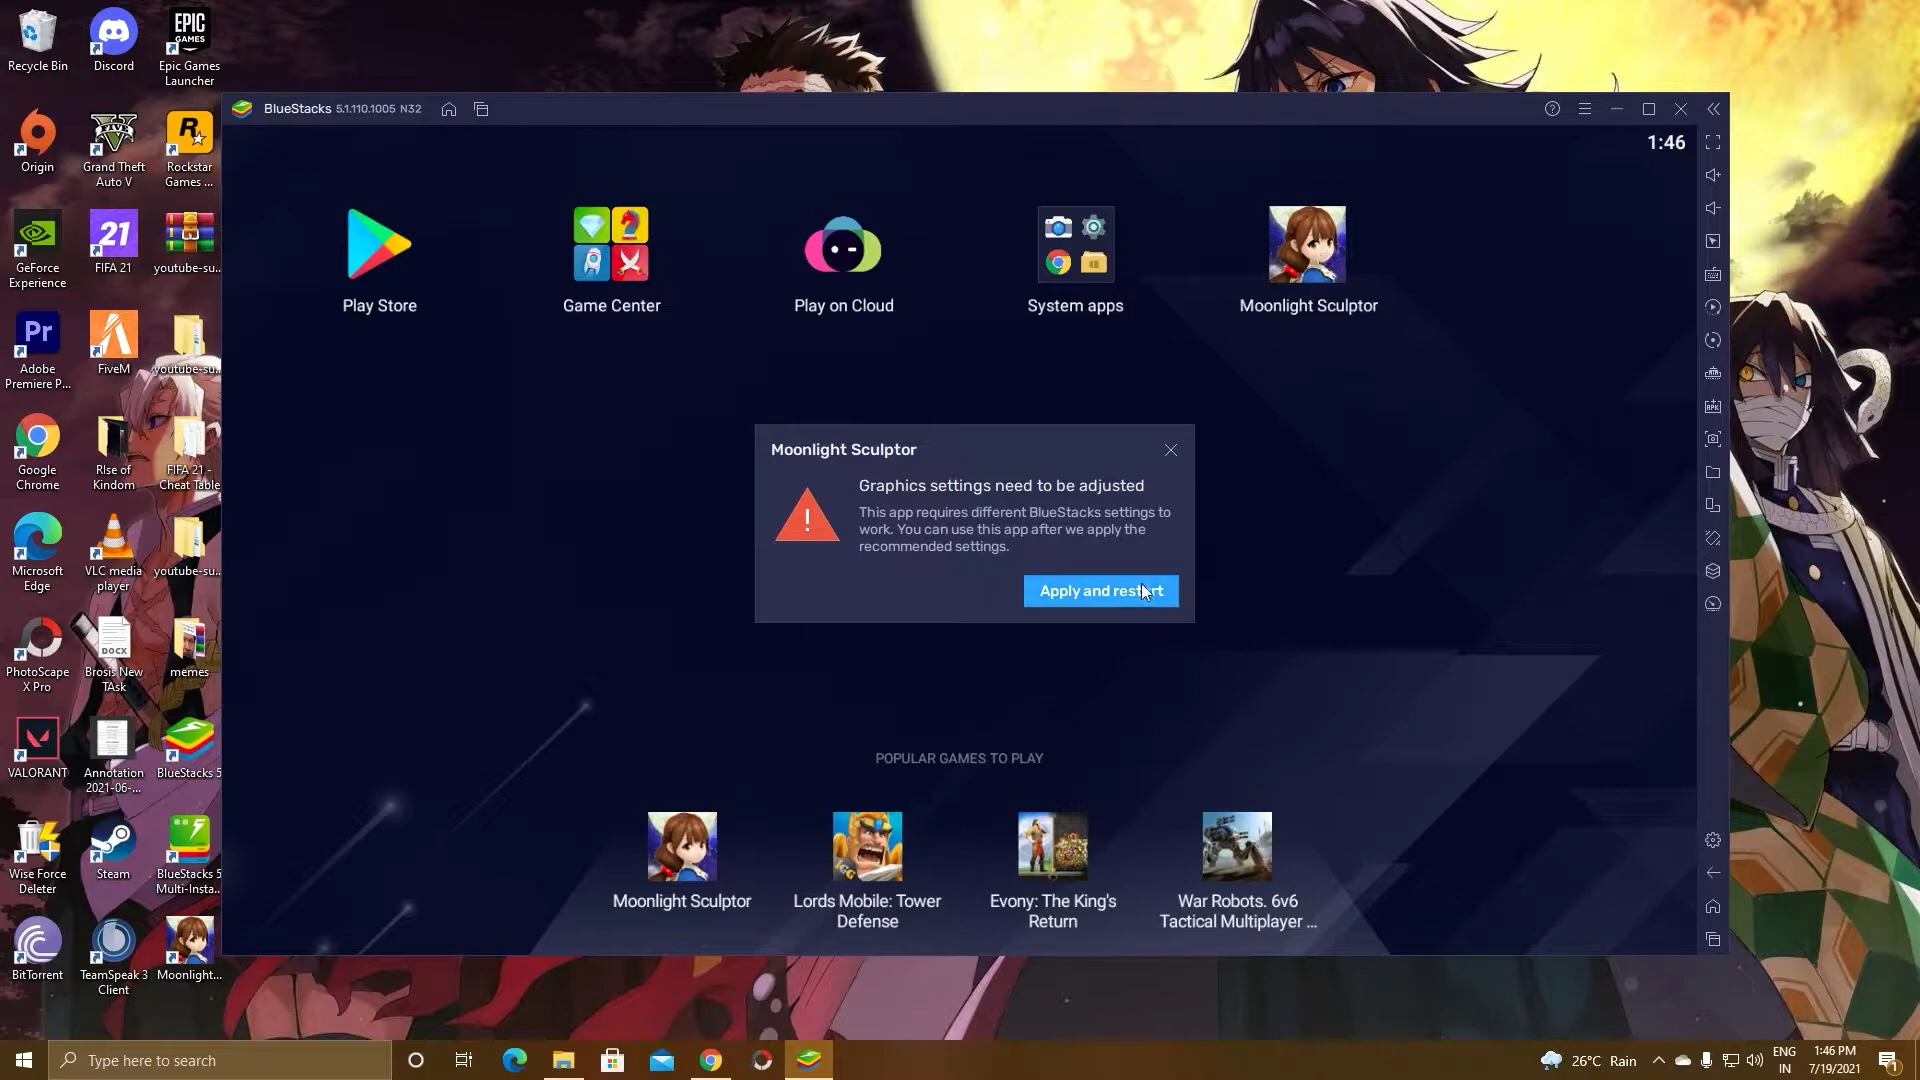 Recycle Bin
Discord
EPIC
GAMES
Epic Games
Launcher
Origin
Grand Theft
Auto V
Rockstar
Games ...
GeForce
Experience
21
FIFA 21
youtube-su...
Pr
Adobe
Premiere P...
FiveM
youtube-su...
Google
Chrome
RIse of
Kindom
FIFA 21 -
Cheat Table
Microsoft
Edge
VLC media
player
youtube-su...
PhotoScape
X Pro
DOCX
Brosis New
TAsk
memes
VALORANT
Annotation
2021-06-...
BlueStacks 5
Wise Force
Deleter
Steam
BlueStacks 5
Multi-Insta...
BitTorrent
TeamSpeak 3
Client
Moonlight...
BlueStacks 5.1.110.1005 N32
1:46
Play Store
Game Center
Play on Cloud
System apps
Moonlight Sculptor
Moonlight Sculptor
Graphics settings need to be adjusted
This app requires different BlueStacks settings to
work. You can use this app after we apply the
recommended settings.
Apply and restart
POPULAR GAMES TO PLAY
Moonlight Sculptor
Lords Mobile: Tower
Defense
Evony: The King's
Return
War Robots. 6v6
Tactical Multiplayer ...
Type here to search
26°C Rain
ENG
IN
1:46 PM
7/19/2021
1